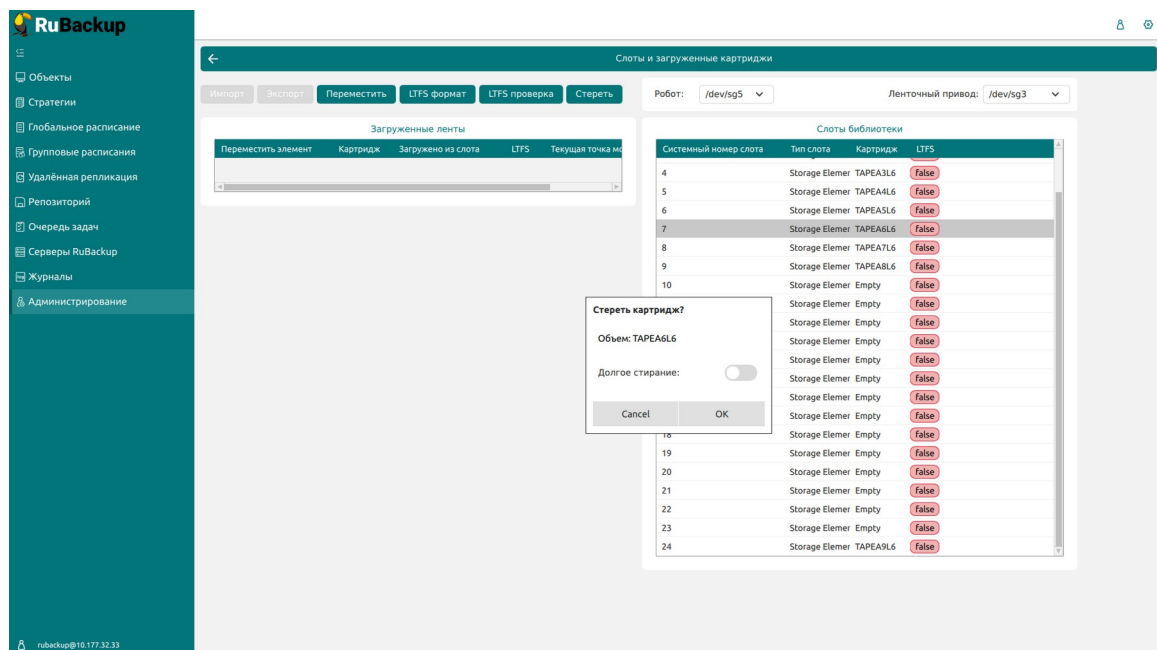 RuBackup
Объекты
Стратегии
Глобальное расписание
Групповые расписания
Удалённая репликация
Репозиторий
Очередь задач
Серверы RuBackup
Журналы
Администрирование
rubackup@10.177.32.33
Слоты и загруженные картриджи
Импорт Экспорт Переместить LTFS формат LTFS проверка Стереть
Робот: /dev/sg5 Ленточный привод: /dev/sg3
Загруженные ленты
Переместить элемент Картридж Загружено из слота LTFS Текущая точка мо
Слоты библиотеки
Системный номер слота Тип слота Картридж LTFS
4 Storage Elemer TAPEA3L6 false
5 Storage Elemer TAPEA4L6 false
6 Storage Elemer TAPEA5L6 false
7 Storage Elemer TAPEA6L6 false
8 Storage Elemer TAPEA7L6 false
9 Storage Elemer TAPEA8L6 false
10 Storage Elemer Empty false
Storage Elemer Empty false
Storage Elemer Empty false
Storage Elemer Empty false
Storage Elemer Empty false
Storage Elemer Empty false
Storage Elemer Empty false
Storage Elemer Empty false
18 Storage Elemer Empty false
19 Storage Elemer Empty false
20 Storage Elemer Empty false
21 Storage Elemer Empty false
22 Storage Elemer Empty false
23 Storage Elemer Empty false
24 Storage Elemer TAPEA9L6 false
Стереть картридж?
Объем: TAPEA6L6
Долгое стирание:
Cancel OK